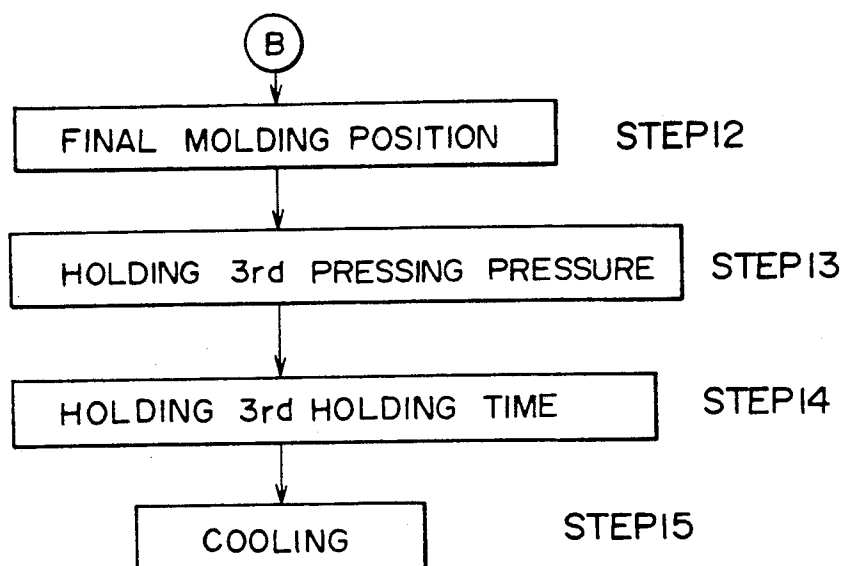 B
FINAL MOLDING POSITION STEP12
HOLDING 3rd PRESSING PRESSURE STEP13
HOLDING 3rd HOLDING TIME STEP14
COOLING STEP15